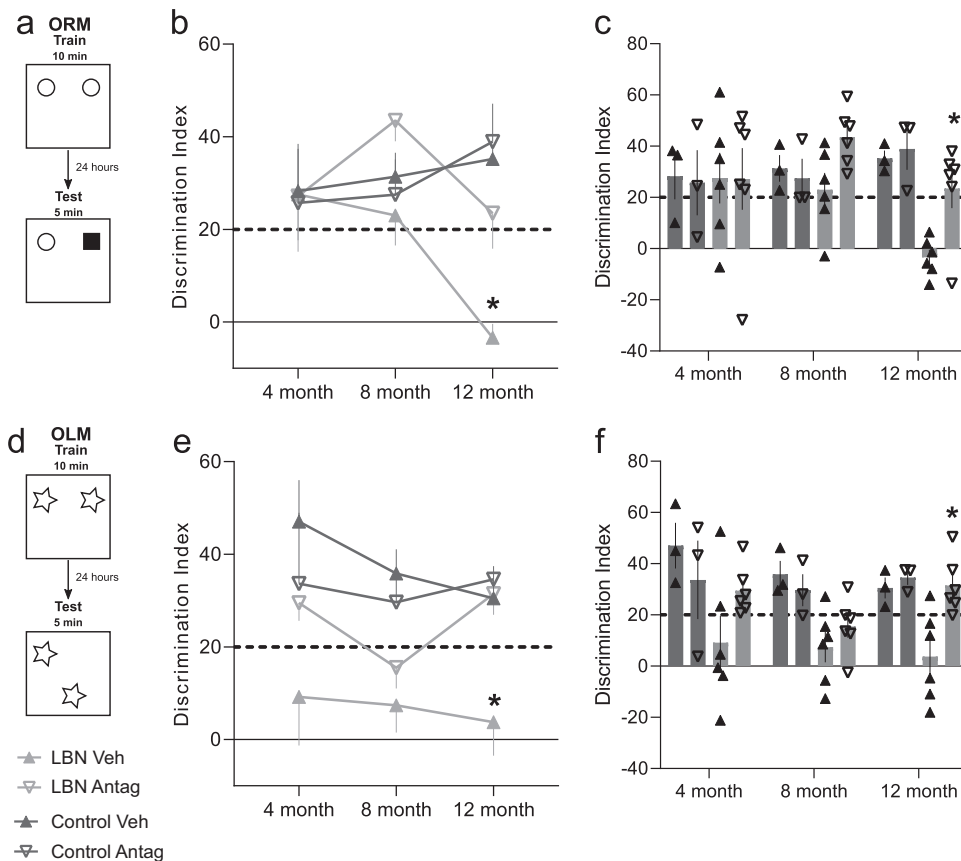 a
ORM
Train
10 min
24 hours
Test
5 min
b
60
40
20
0
Discrimination Index
*
4 month 8 month 12 month
c
80
60
40
20
0
-20
-40
Discrimination Index
*
4 month 8 month 12 month
d
OLM
Train
10 min
24 hours
Test
5 min
LBN Veh
LBN Antag
Control Veh
Control Antag
e
60
40
20
0
Discrimination Index
*
4 month 8 month 12 month
f
80
60
40
20
0
-20
-40
Discrimination Index
*
4 month 8 month 12 month